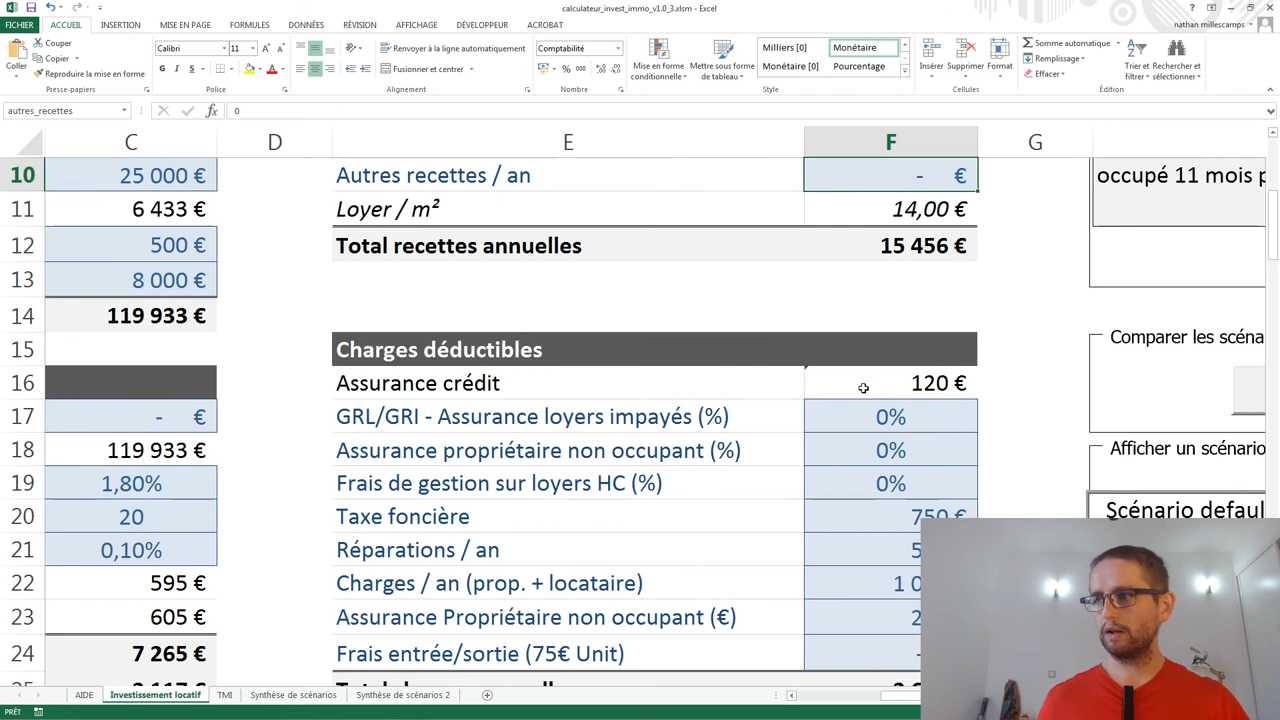 calculateur_invest_immo_v1.0_3.xlsm - Excel
FICHIER ACCUEIL INSERTION MISE EN PAGE FORMULES DONNÉES RÉVISION AFFICHAGE DÉVELOPPEUR ACROBAT
nathan millescamps
Coller
Couper
Copier
Reproduire la mise en forme
Presse-papiers
Calibri 11
G I S
Police
Renvoyer à la ligne automatiquement
Fusionner et centrer
Alignement
Comptabilité
% 000
Nombre
Mise en forme conditionnelle
Mettre sous forme de tableau
Milliers [0] Monétaire
Monétaire [0] Pourcentage
Style
Insérer Supprimer Format
Cellules
Somme automatique
Remplissage
Effacer
Trier et filtrer
Rechercher et sélectionner
Édition
autres_recettes 0
C D E F G
10 25 000 € Autres recettes / an - € occupé 11 mois p
11 6 433 € Loyer / m² 14,00 €
12 500 € Total recettes annuelles 15 456 €
13 8 000 €
14 119 933 €
15 Charges déductibles Comparer les scéna
16 Assurance crédit 120 €
17 - € GRL/GRI - Assurance loyers impayés (%) 0%
18 119 933 € Assurance propriétaire non occupant (%) 0% Afficher un scénario
19 1,80% Frais de gestion sur loyers HC (%) 0%
20 20 Taxe foncière 750 € Scénario defaul
21 0,10% Réparations / an 5
22 595 € Charges / an (prop. + locataire) 1 0
23 605 € Assurance Propriétaire non occupant (€) 2
24 7 265 € Frais entrée/sortie (75€ Unit) -
AIDE Investissement locatif TMI Synthèse de scénarios Synthèse de scénarios 2
PRÊT